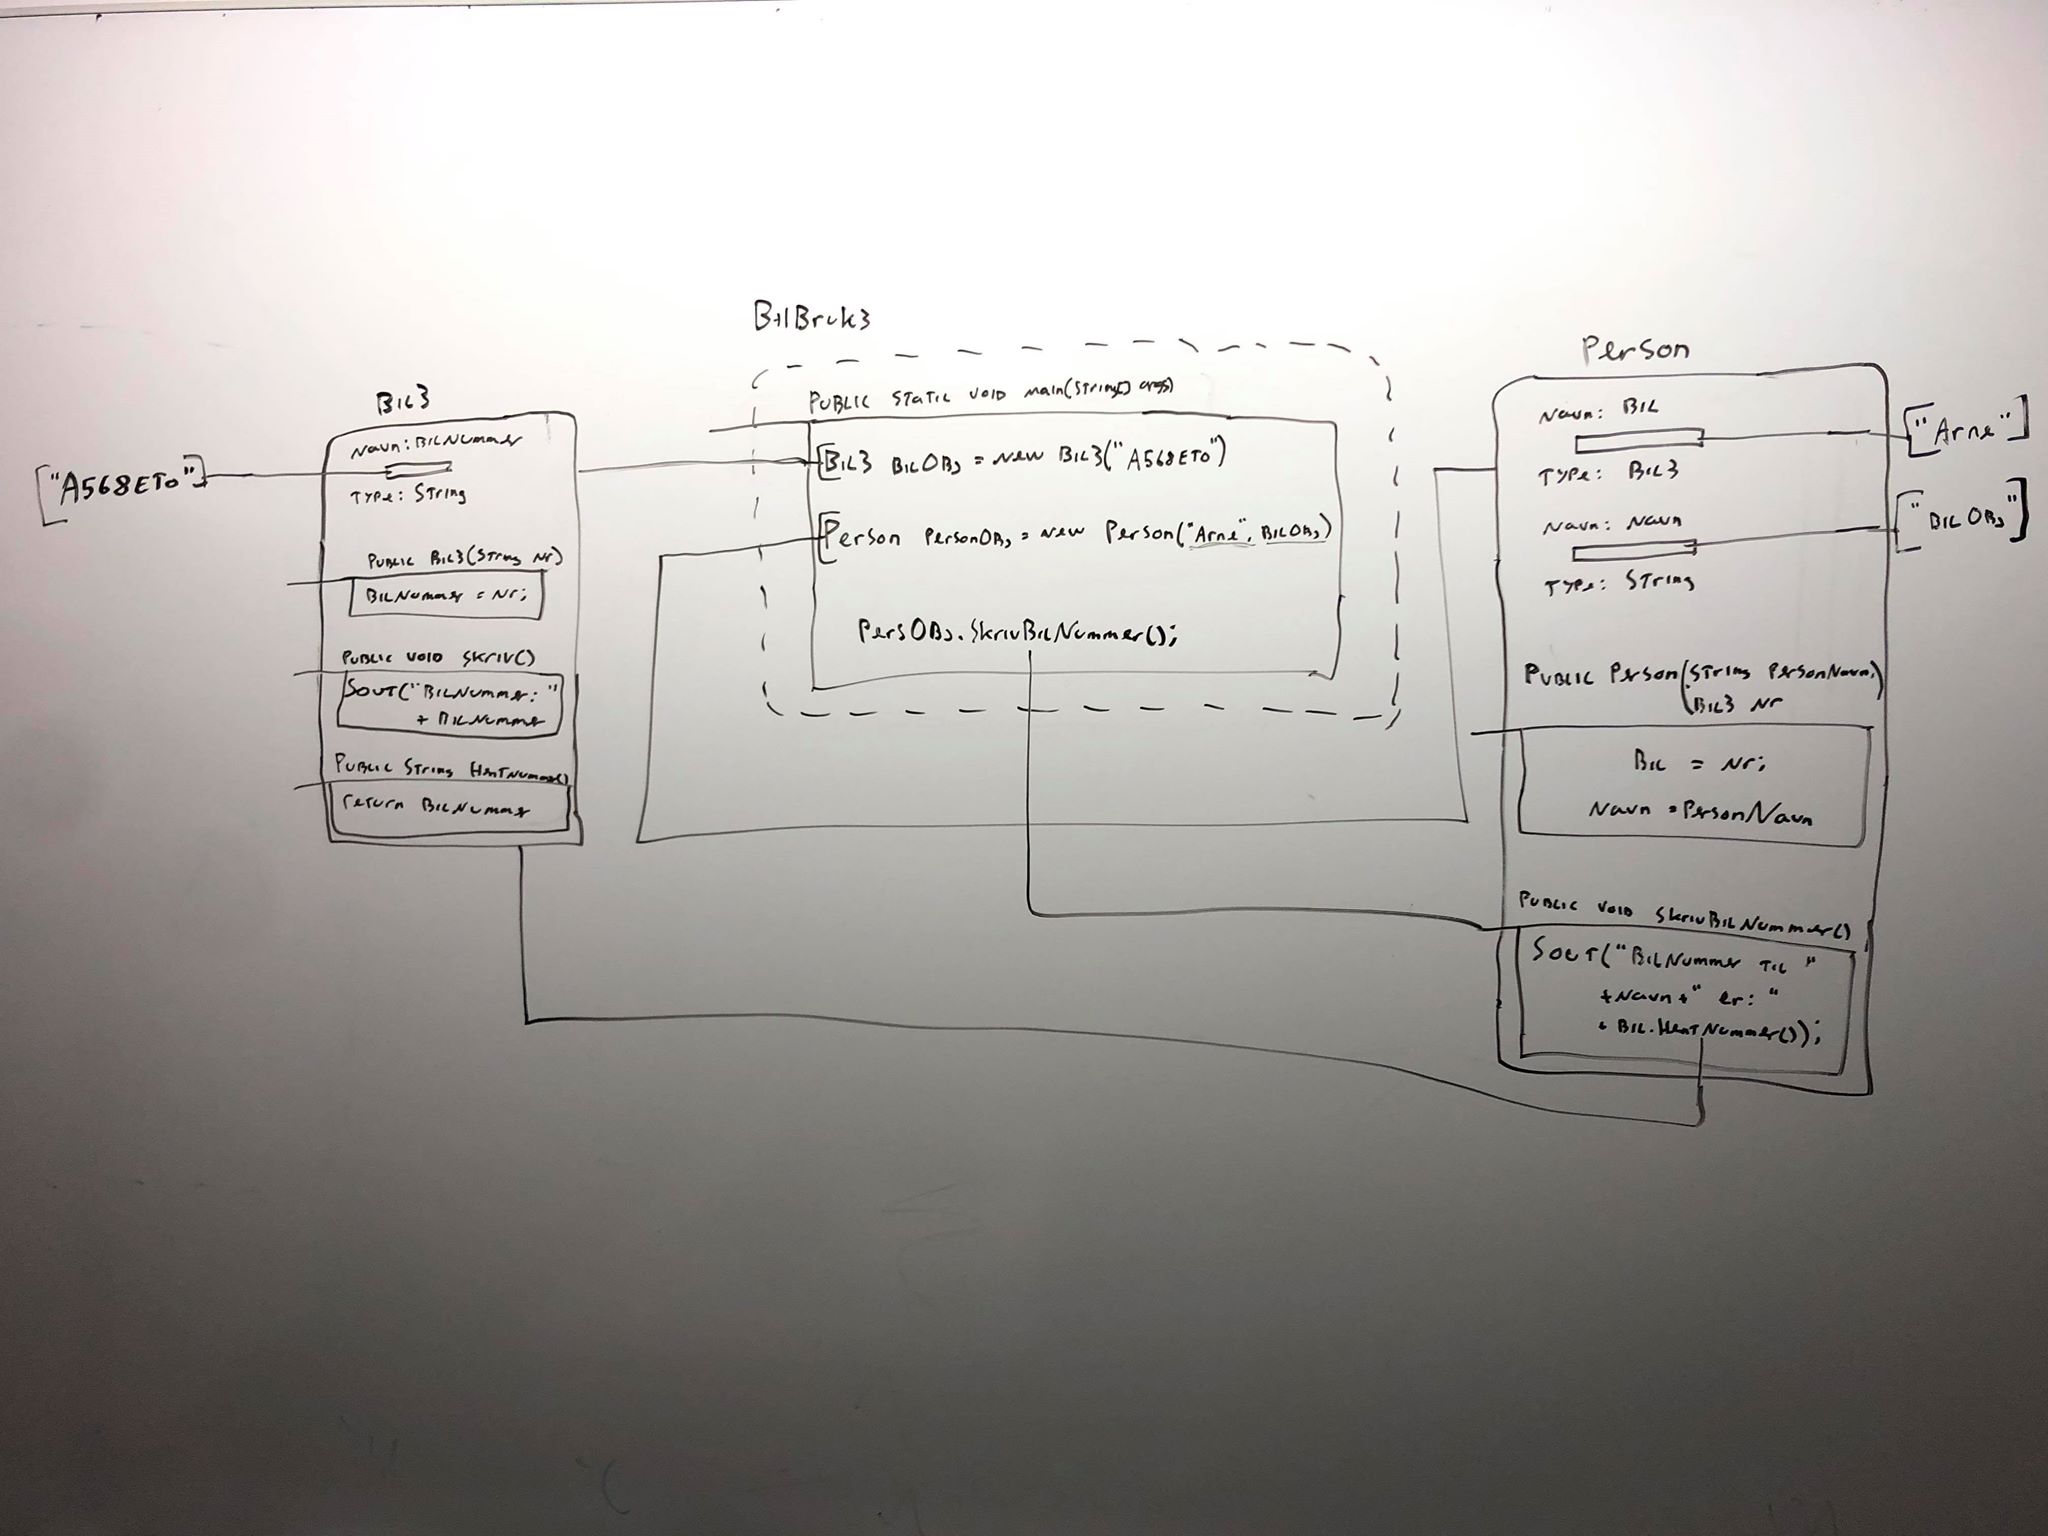 BilBruk3
Bil3
Navn: BilNummer
["A568ETO"]
Type: String
Public Bil3(String Nr)
BilNummer = Nr;
Public void Skriv()
Sout("BilNummer: "
+ BilNummer
Public String HentNummer()
return BilNummer
Public static void main(String[] args)
Bil3 BilObj = new Bil3("A568ETO")
Person PersonObj = new Person("Arne", BilObj)
PersObj.SkrivBilNummer();
Person
Navn: Bil
["Arne"]
Type: Bil3
Navn: Navn
["BilObj"]
Type: String
Public Person(String PersonNavn,
Bil3 Nr
Bil = Nr;
Navn = PersonNavn
Public void SkrivBilNummer()
Sout("BilNummer til "
+Navn+" er: "
+ Bil.HentNummer());